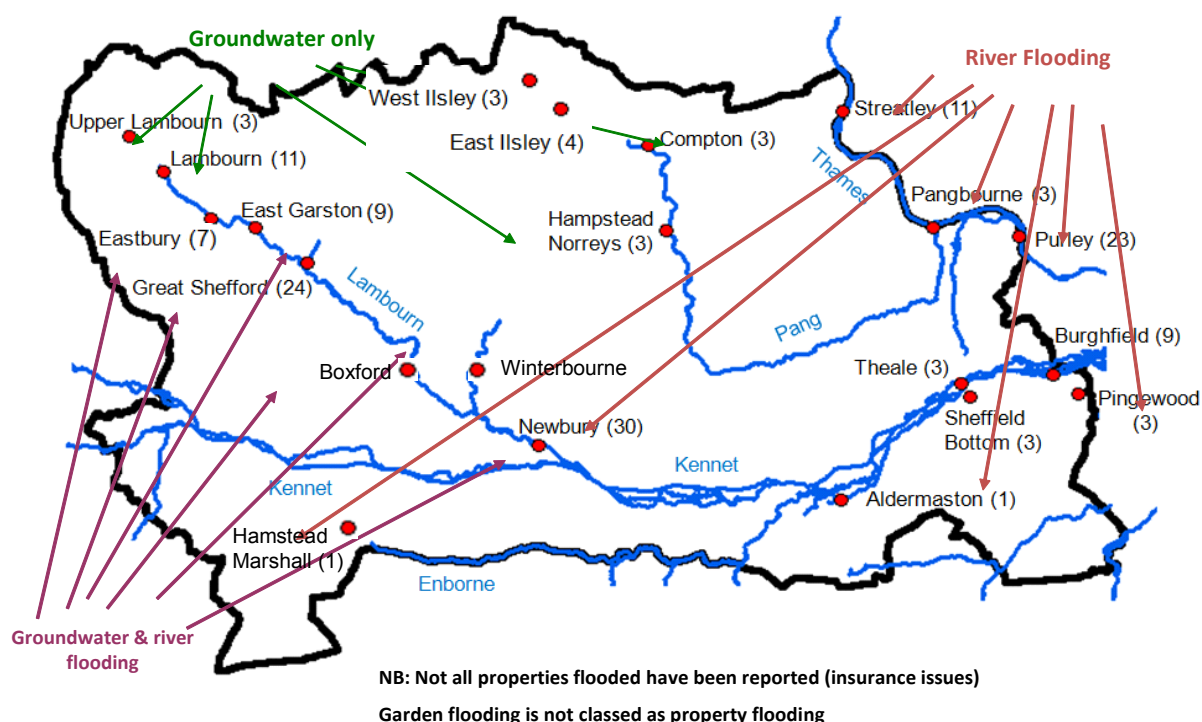 Groundwater only
River Flooding
West Ilsley (3)
Streatley (11)
Upper Lambourn (3)
East Ilsley (4)
Compton (3)
Lambourn (11)
Thames
Pangbourne (3)
East Garston (9)
Hampstead
Norreys (3)
Eastbury (7)
Purley (23)
Great Shefford (24)
Lambourn
Pang
Burghfield (9)
Boxford
Winterbourne
Theale (3)
Pingewood
(3)
Sheffield
Bottom (3)
Newbury (30)
Kennet
Kennet
Aldermaston (1)
Hamstead
Marshall (1)
Enborne
Groundwater & river
flooding
NB: Not all properties flooded have been reported (insurance issues)
Garden flooding is not classed as property flooding